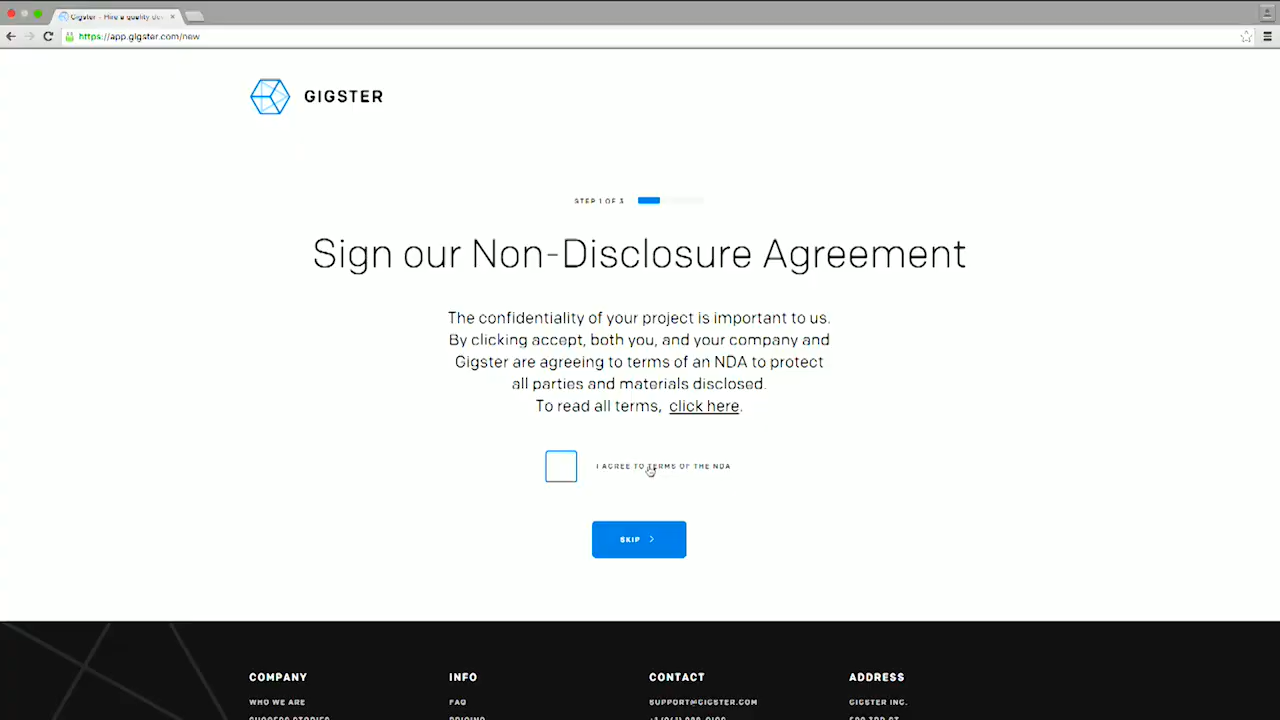 Gigster - Hire a quality dev
https://app.gigster.com/new
GIGSTER
STEP 1 OF 3
Sign our Non-Disclosure Agreement
The confidentiality of your project is important to us.
By clicking accept, both you, and your company and
Gigster are agreeing to terms of an NDA to protect
all parties and materials disclosed.
To read all terms, click here.
I AGREE TO TERMS OF THE NDA
SKIP
COMPANY
WHO WE ARE
SUCCESS STORIES
INFO
FAQ
PRICING
CONTACT
SUPPORT@GIGSTER.COM
ADDRESS
GIGSTER INC.